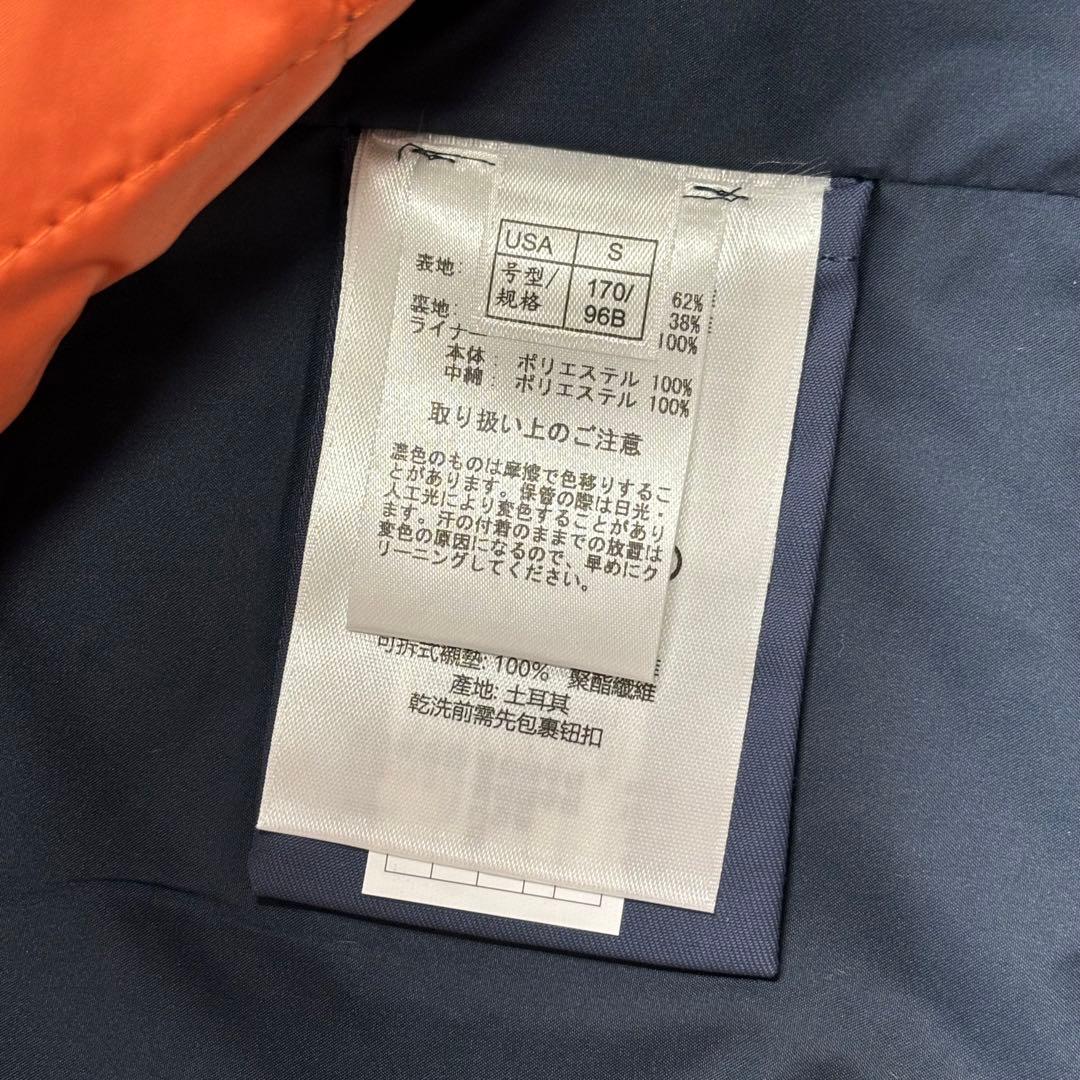 USA S
号型/规格 170/96B
表地: 62%
38%
裏地: 100%
ライナー
本体: ポリエステル 100%
中綿: ポリエステル 100%
取り扱い上のご注意
濃色のものは摩擦で色移りするこ
とがあります。保管の際は日光・
人工光により変色することがあり
ます。汗の付着のままでの放置は
変色の原因になるので、早めにク
リーニングしてください。
可拆式襯墊: 100% 聚酯纖維
產地: 土耳其
乾洗前需先包裹钮扣